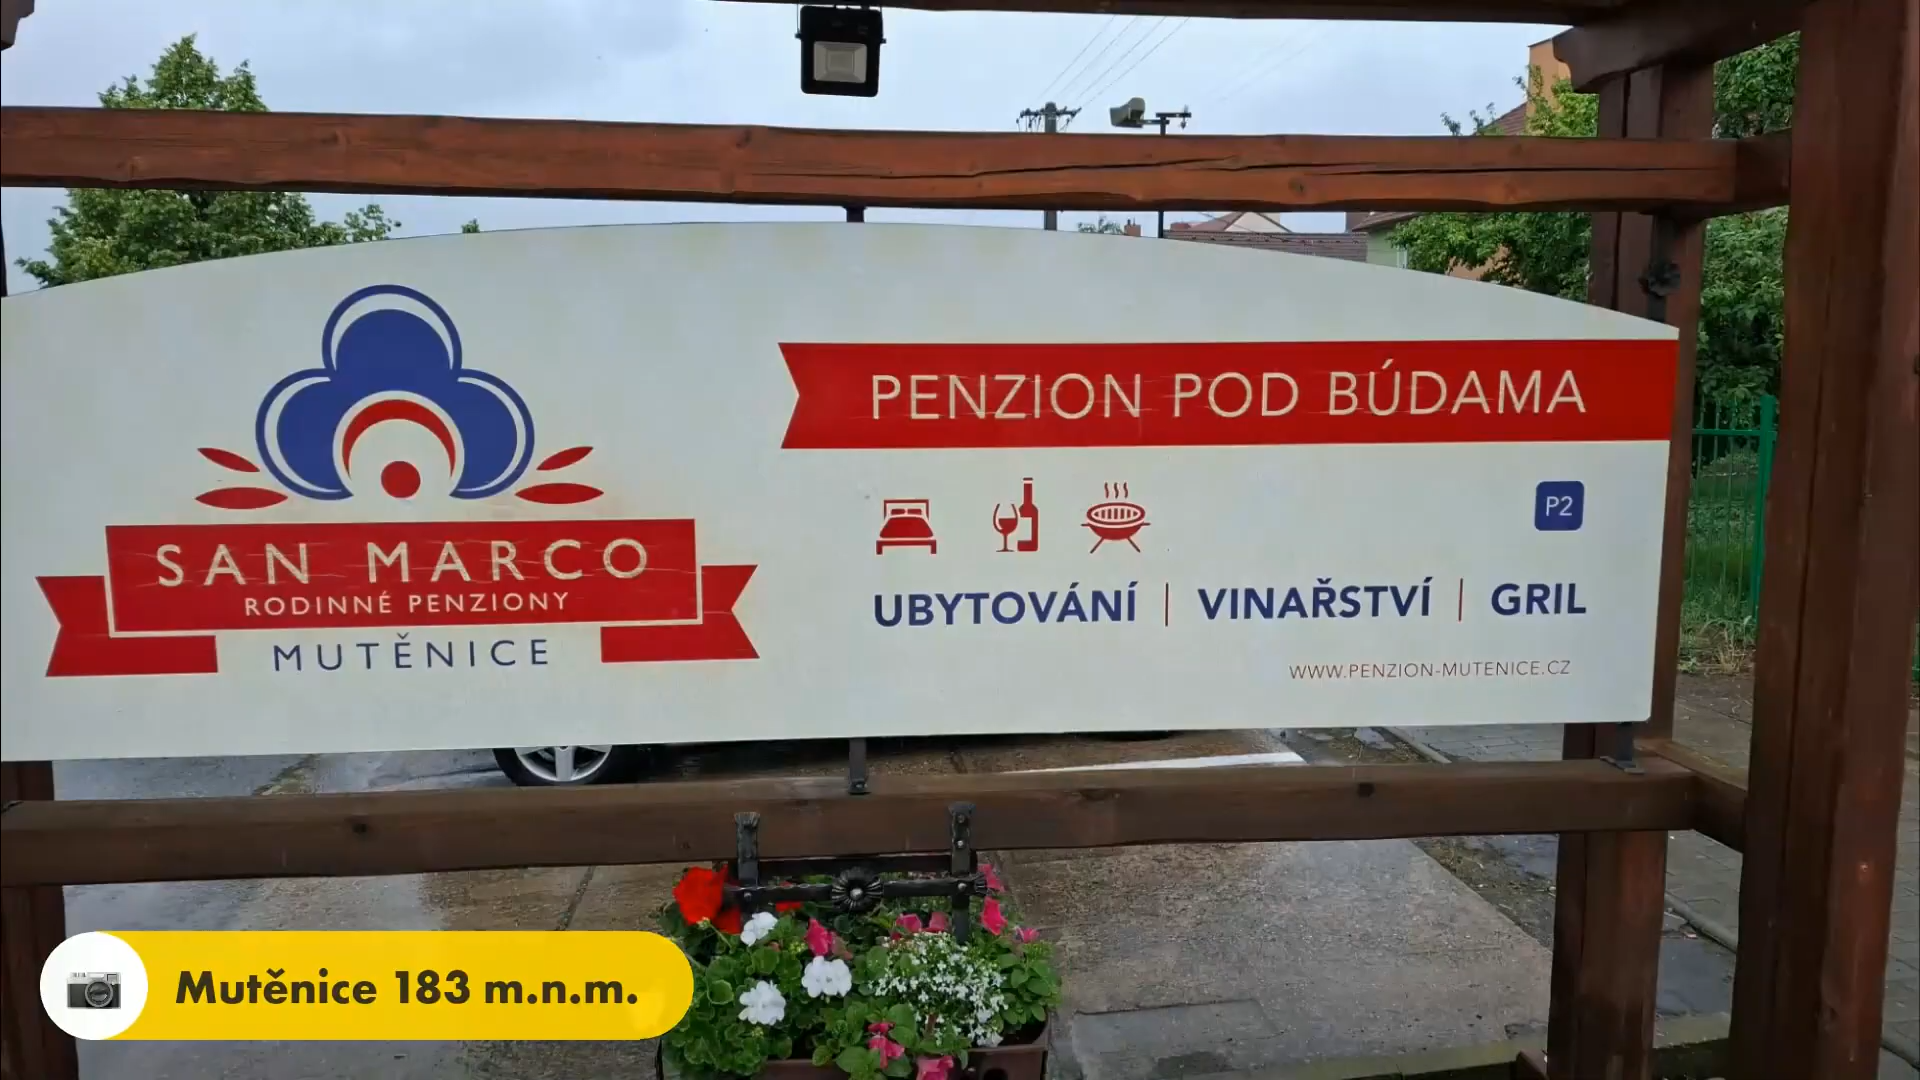 SAN MARCO
RODINNÉ PENZIONY
MUTĚNICE
PENZION POD BÚDAMA
P2
UBYTOVÁNÍ | VINAŘSTVÍ | GRIL
WWW.PENZION-MUTENICE.CZ
Mutěnice 183 m.n.m.